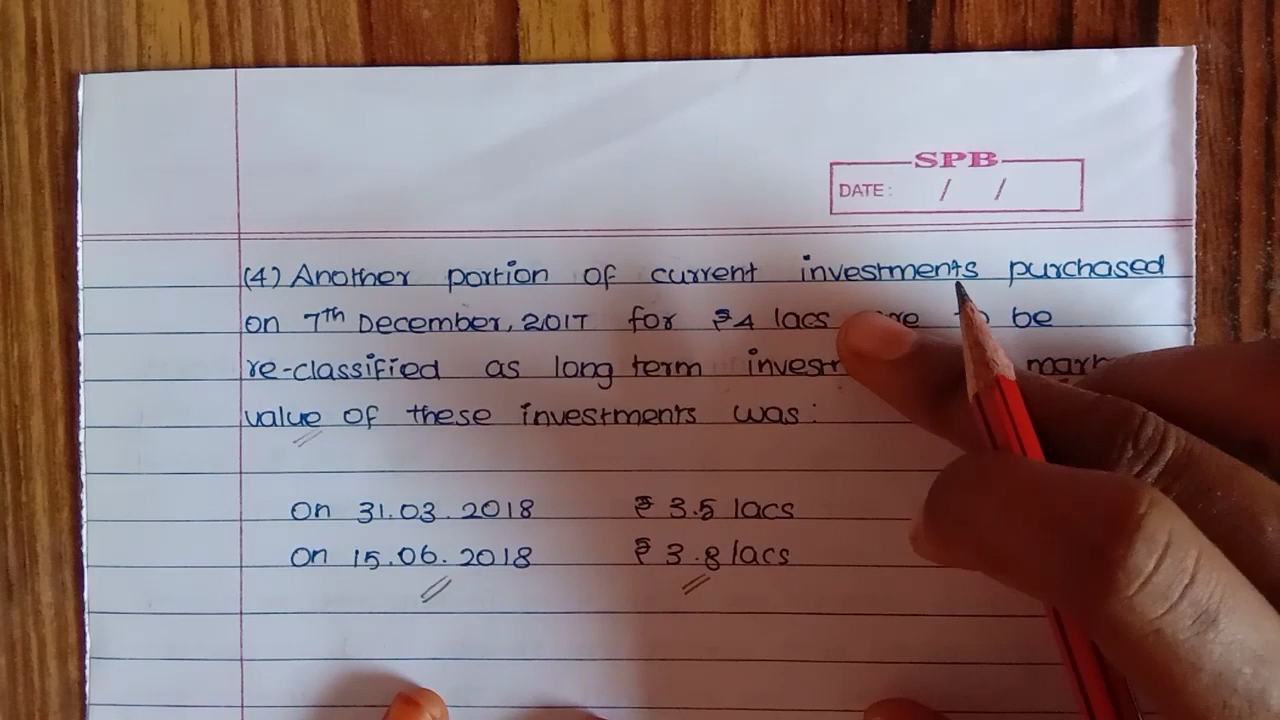 SPB
DATE: / /
(4) Another portion of current investments purchased
on 7th December, 2017 for ₹4 lacs be
re-classified as long term
value of these investments was:
On 31.03.2018 ₹ 3.5 lacs
On 15.06.2018 ₹ 3.8 lacs